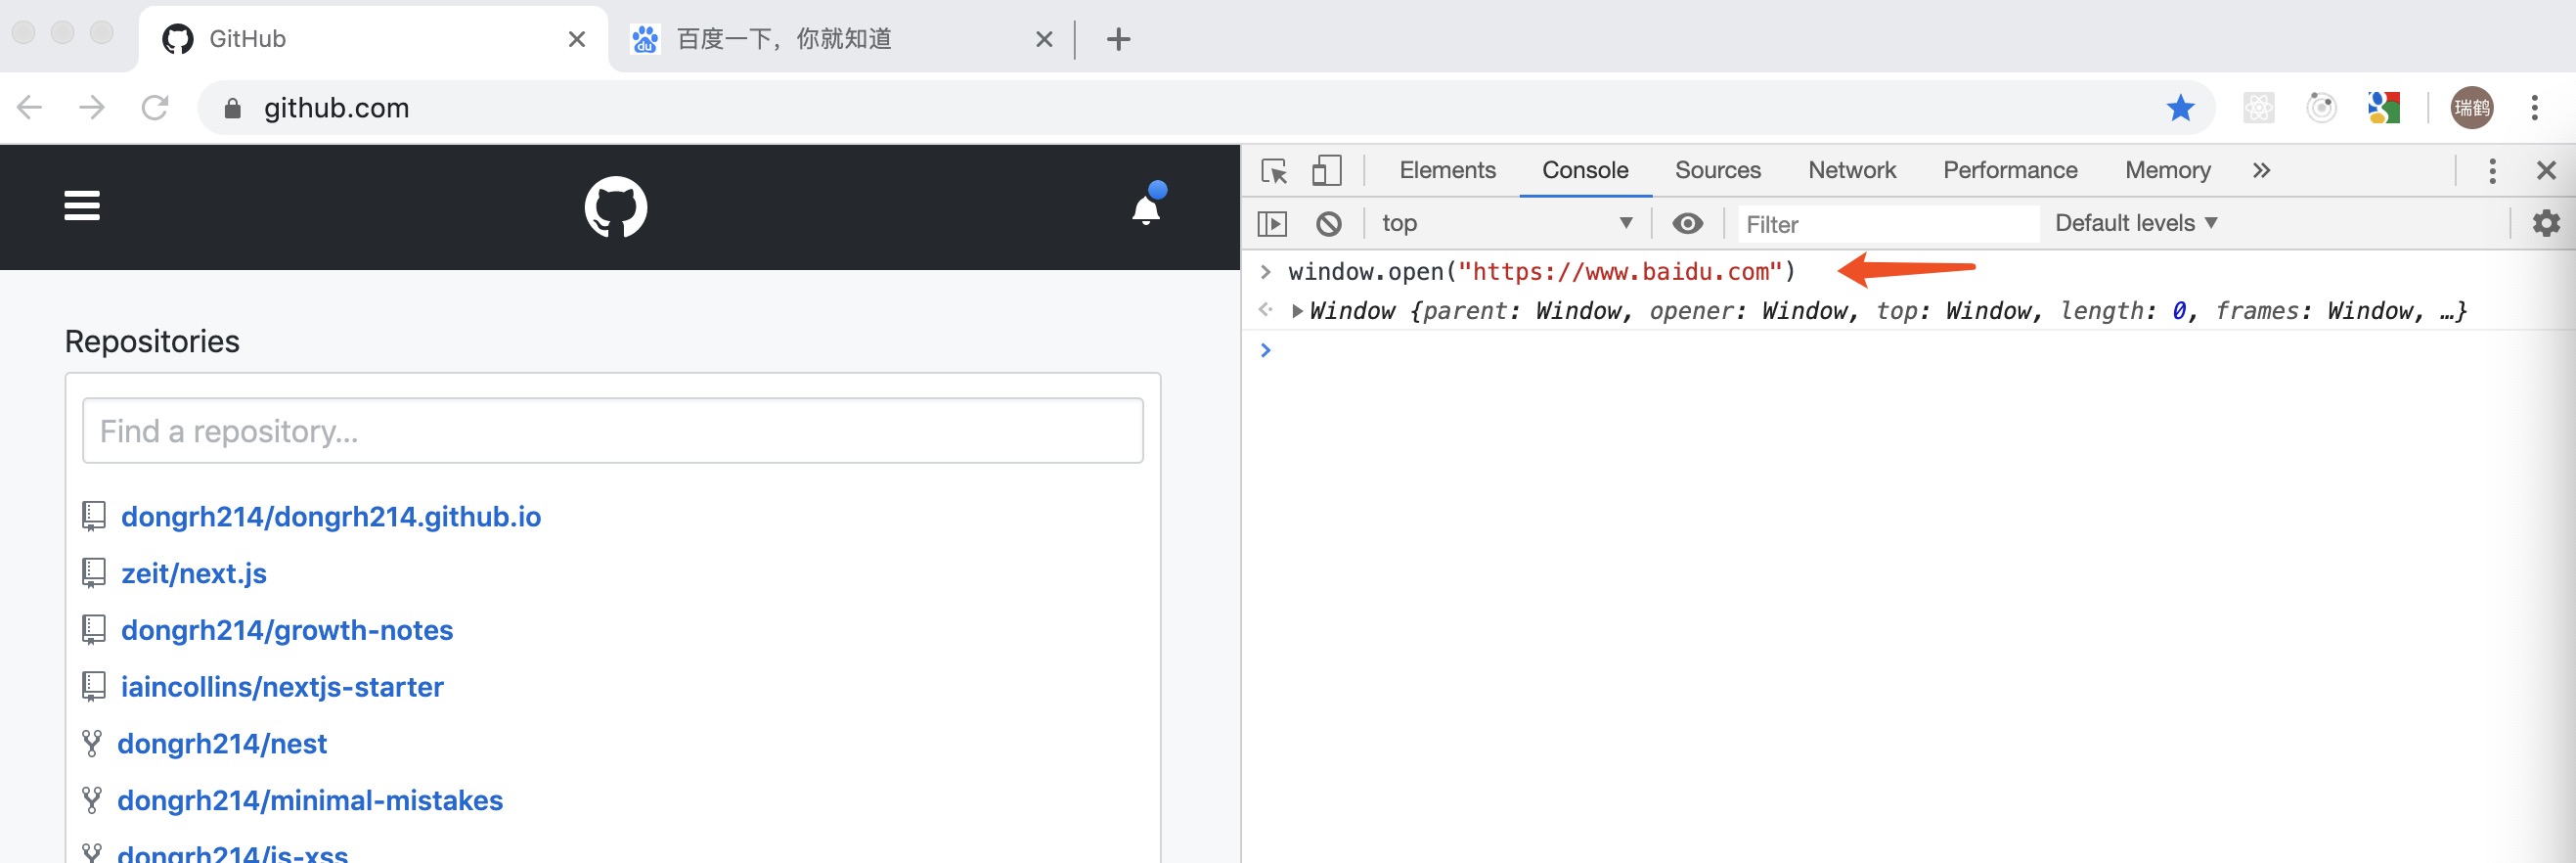 GitHub
百度一下，你就知道
github.com
瑞鹤
Elements Console Sources Network Performance Memory
top Filter Default levels
window.open("https://www.baidu.com")
Window {parent: Window, opener: Window, top: Window, length: 0, frames: Window, …}
Repositories
Find a repository...
dongrh214/dongrh214.github.io
zeit/next.js
dongrh214/growth-notes
iaincollins/nextjs-starter
dongrh214/nest
dongrh214/minimal-mistakes
dongrh214/js-xss